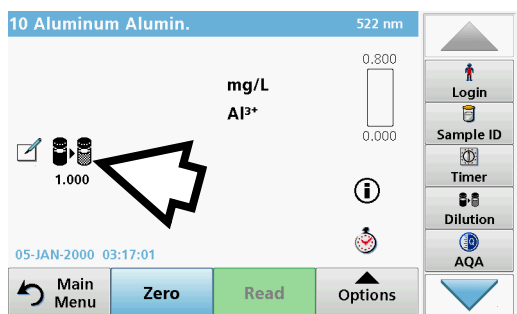 10 Aluminum Alumin. 522 nm
0.800
mg/L
Al³⁺
0.000
1.000
05-JAN-2000 03:17:01
Main Menu
Zero
Read
Options
Login
Sample ID
Timer
Dilution
AQA